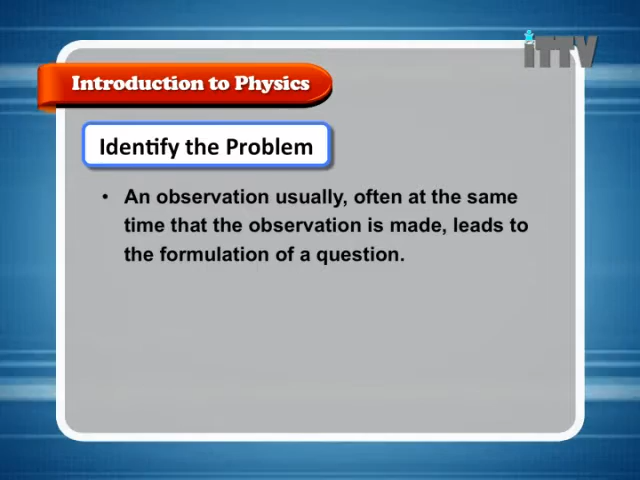 iTTV
Introduction to Physics
Identify the Problem
• An observation usually, often at the same
time that the observation is made, leads to
the formulation of a question.